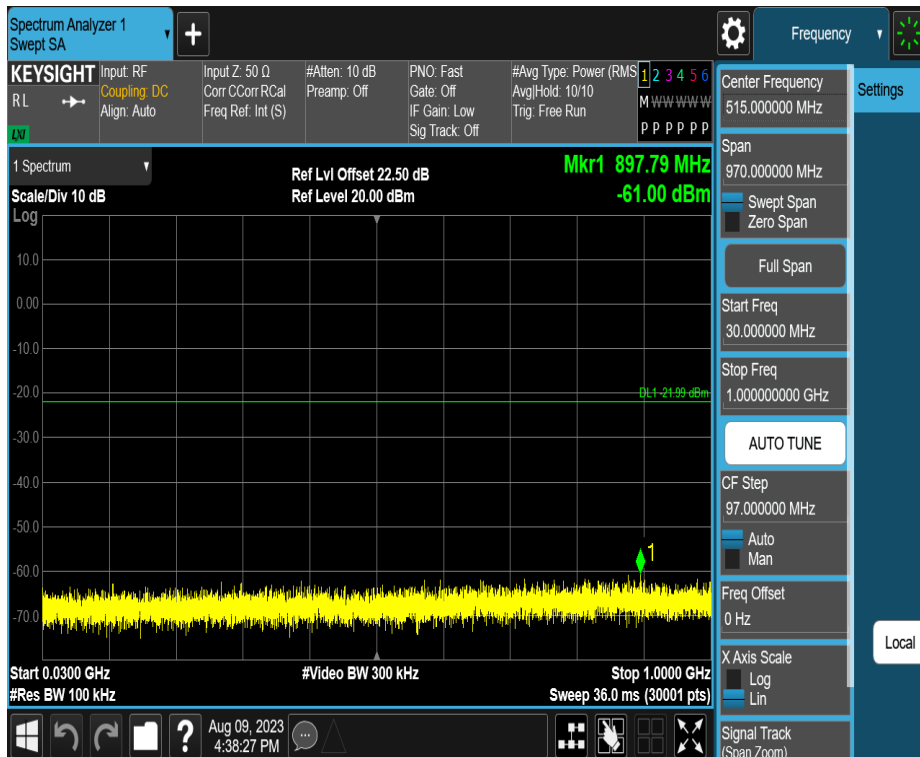 Spectrum Analyzer 1
Swept SA
+
Frequency
KEYSIGHT
RL
LXI
Input: RF
Coupling: DC
Align: Auto
Input Z: 50 Ω
Corr CCorr RCal
Freq Ref: Int (S)
#Atten: 10 dB
Preamp: Off
PNO: Fast
Gate: Off
IF Gain: Low
Sig Track: Off
#Avg Type: Power (RMS
Avg|Hold: 10/10
Trig: Free Run
1 2 3 4 5 6
M W W W W W
P P P P P P
1 Spectrum
Scale/Div 10 dB
Log
Ref Lvl Offset 22.50 dB
Ref Level 20.00 dBm
Mkr1 897.79 MHz
-61.00 dBm
10.0
0.00
-10.0
-20.0
-30.0
-40.0
-50.0
-60.0
-70.0
DL1 -21.99 dBm
1
Start 0.0300 GHz
#Res BW 100 kHz
#Video BW 300 kHz
Stop 1.0000 GHz
Sweep 36.0 ms (30001 pts)
Center Frequency
515.000000 MHz
Span
970.000000 MHz
Swept Span
Zero Span
Full Span
Start Freq
30.000000 MHz
Stop Freq
1.000000000 GHz
AUTO TUNE
CF Step
97.000000 MHz
Auto
Man
Freq Offset
0 Hz
X Axis Scale
Log
Lin
Signal Track
(Span Zoom)
Settings
Local
?
Aug 09, 2023
4:38:27 PM